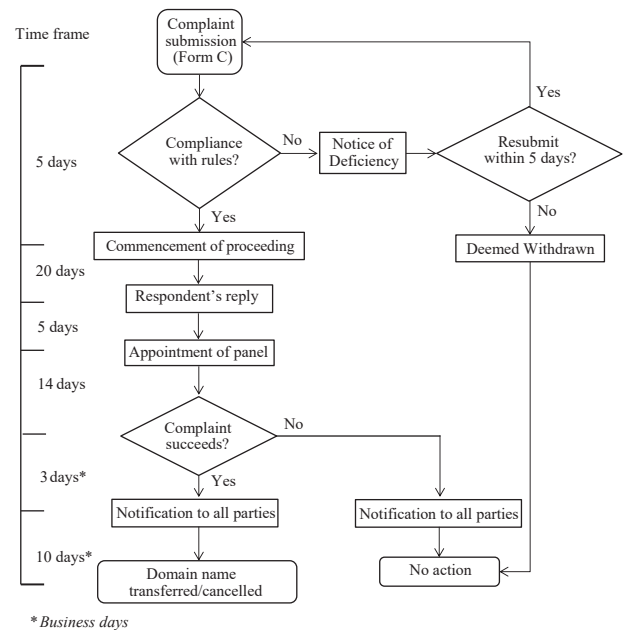 Time frame
Complaint
submission
(Form C)
Yes
5 days
Compliance
with rules?
No
Notice of
Deficiency
Resubmit
within 5 days?
Yes
No
Commencement of proceeding
Deemed Withdrawn
20 days
Respondent's reply
5 days
Appointment of panel
14 days
Complaint
succeeds?
No
3 days*
Yes
Notification to all parties
Notification to all parties
10 days*
Domain name
transferred/cancelled
No action
* Business days